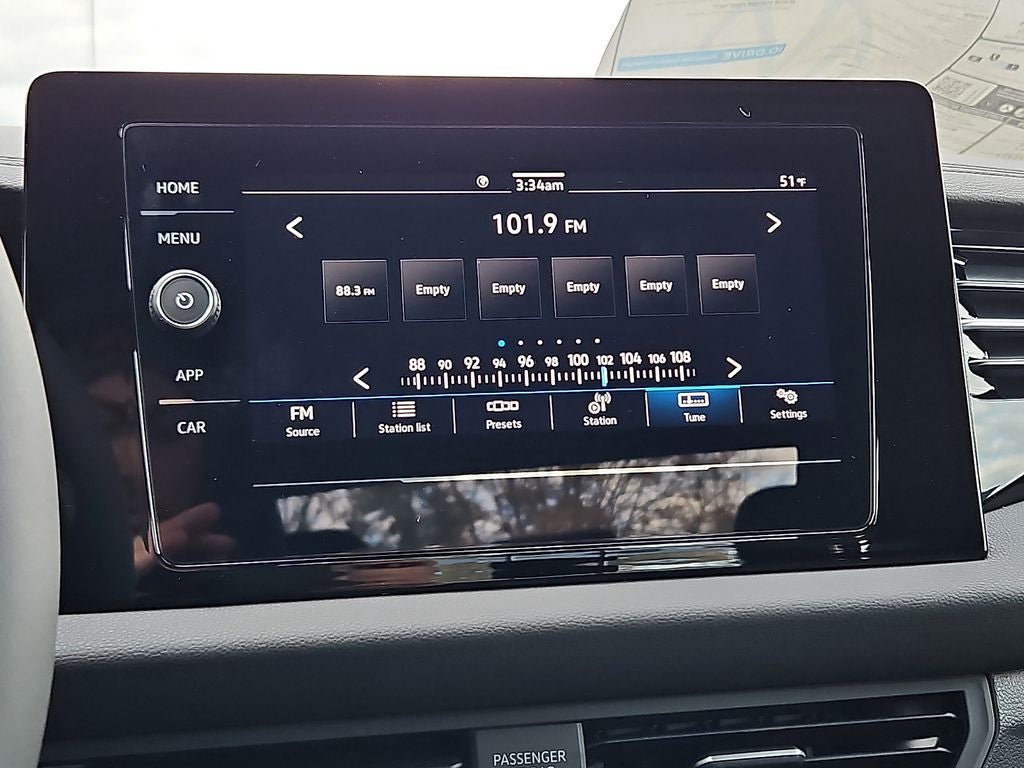 IQ.DRIVE
HOME
3:34am
51°F
MENU
101.9 FM
88.3 FM
Empty
Empty
Empty
Empty
Empty
APP
88 90 92 94 96 98 100 102 104 106 108
CAR
FM
Source
Station list
Presets
Station
Tune
Settings
PASSENGER